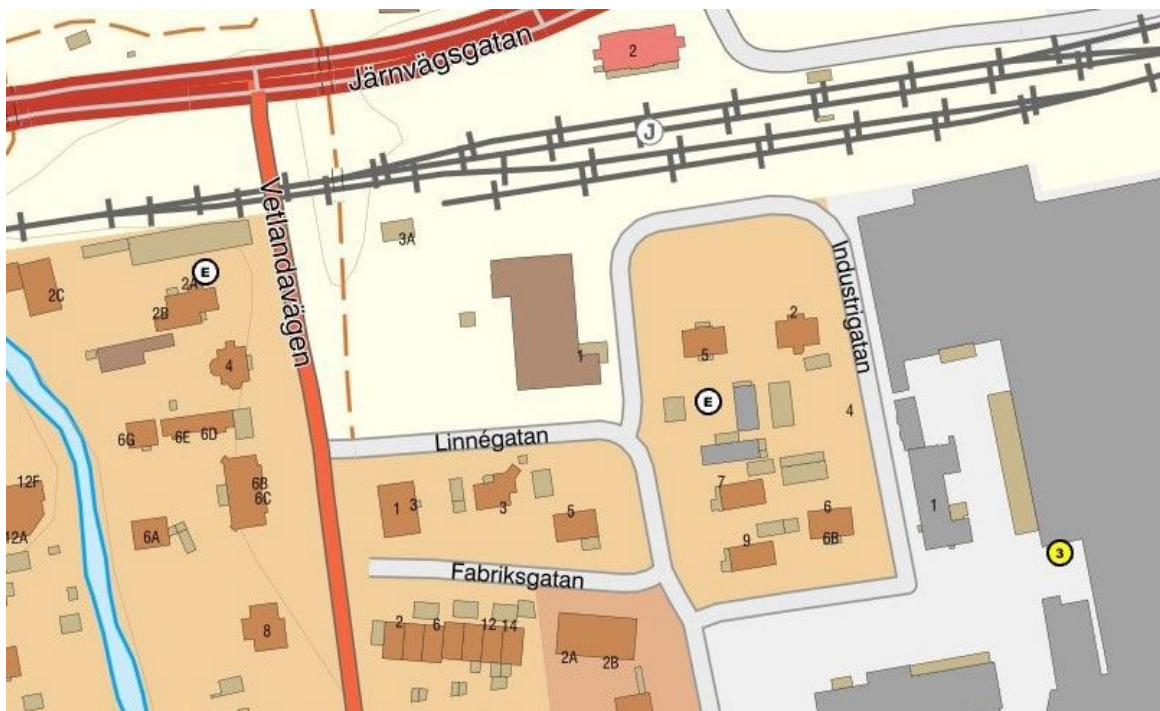 2
Järnvägsgatan
J
Vetlandavägen
3A
E
2A
2C
2B
Industrigatan
2
1
5
4
E
4
Linnégatan
6G
6E
6D
12F
6B
6C
7
1
3
3
5
6
1
12A
6A
9
6B
3
Fabriksgatan
8
2
6
12
14
2A
2B